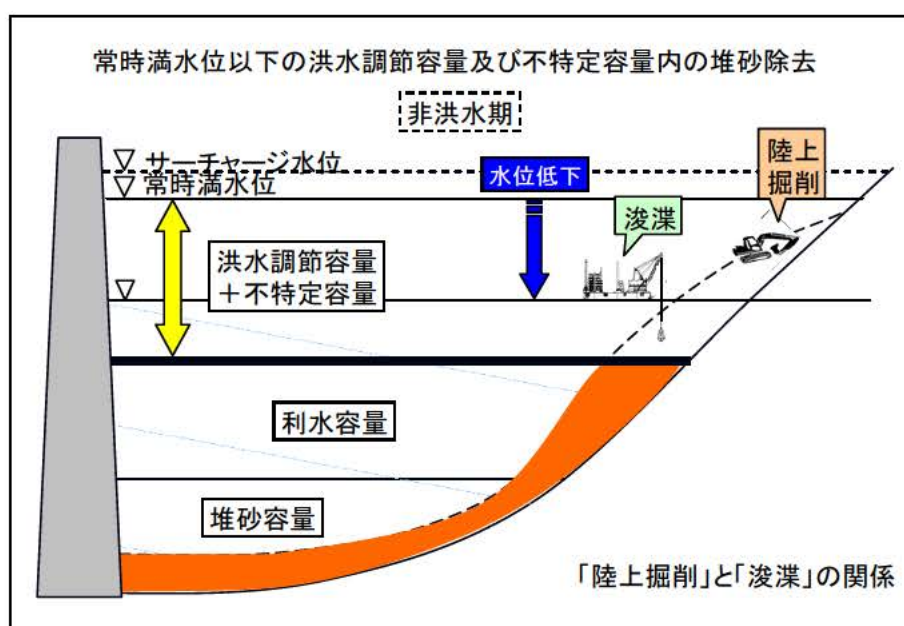 常時満水位以下の洪水調節容量及び不特定容量内の堆砂除去
非洪水期
▽ サーチャージ水位
▽ 常時満水位
水位低下
陸上
掘削
浚渫
洪水調節容量
＋不特定容量
▽
利水容量
堆砂容量
「陸上掘削」と「浚渫」の関係